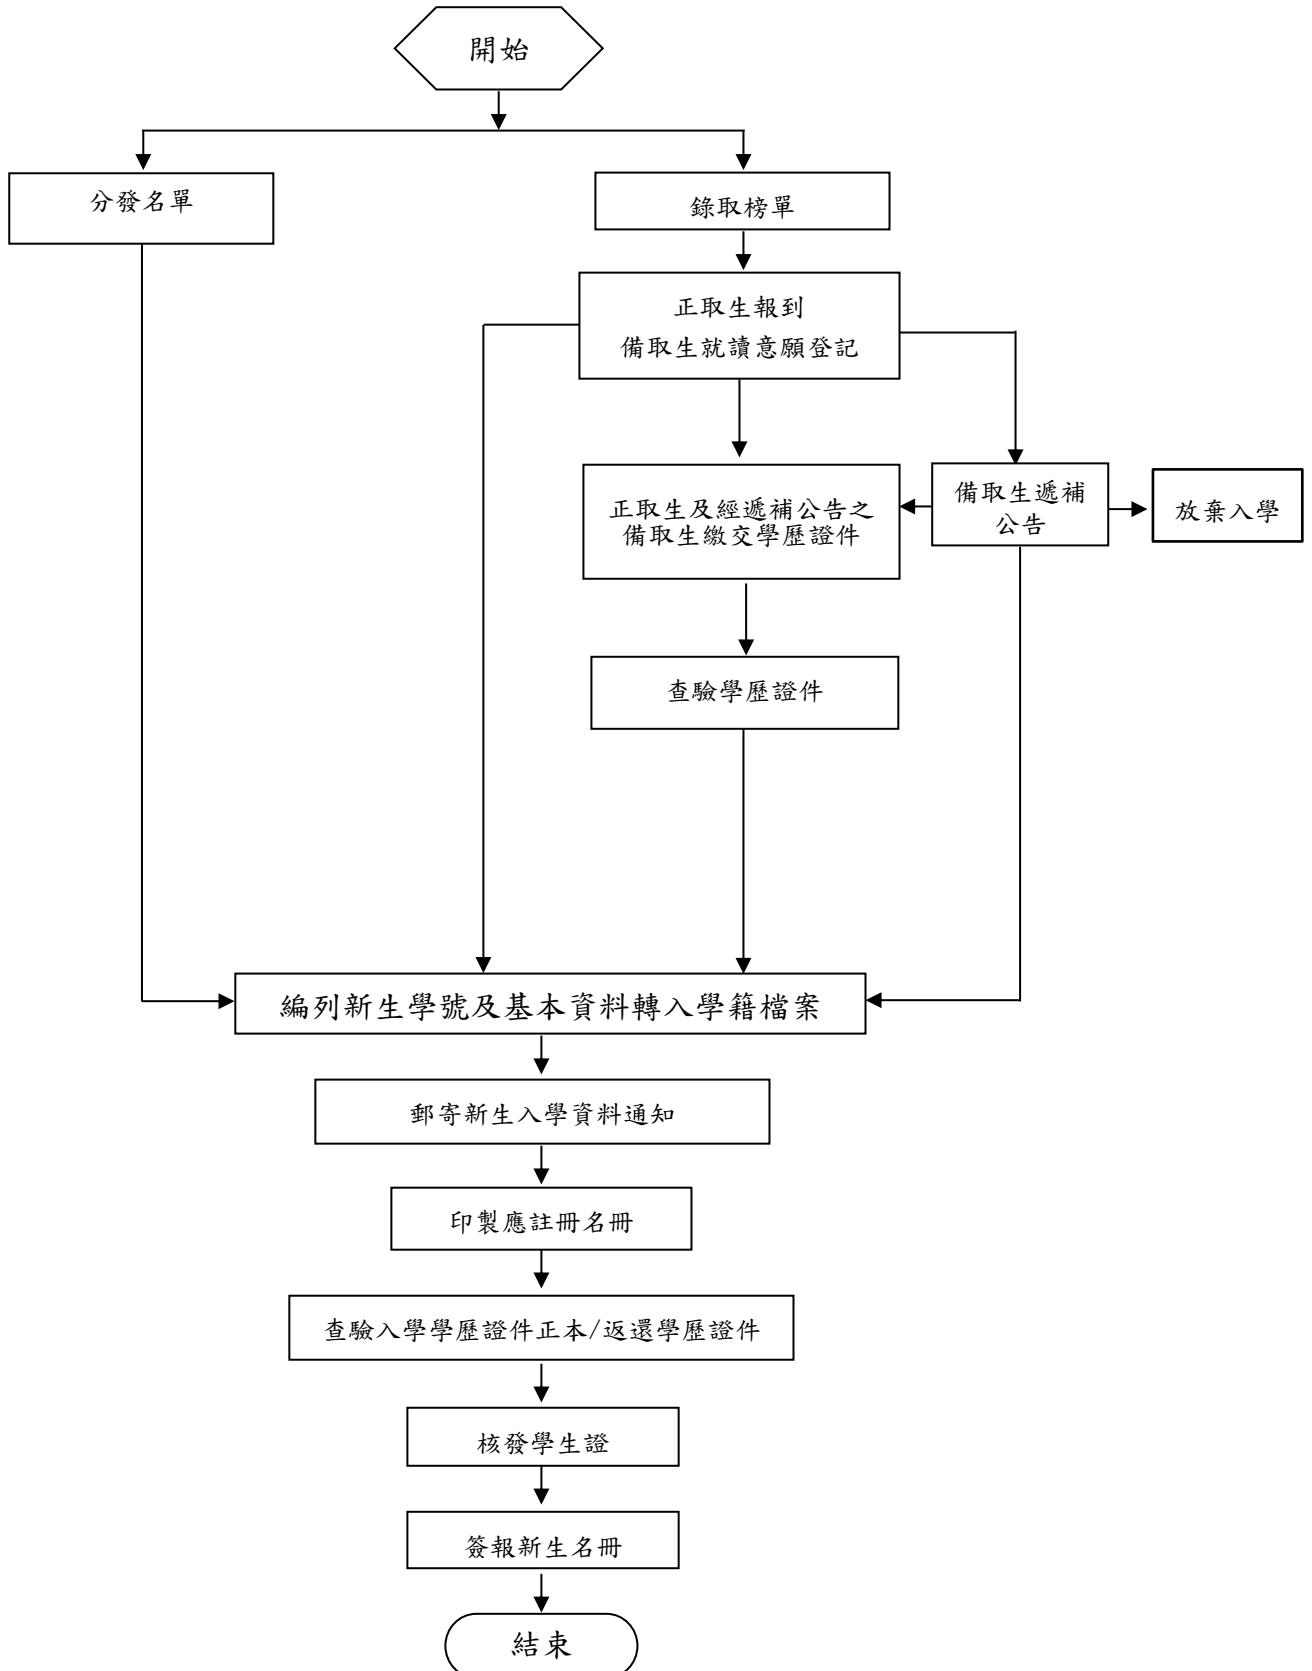 開始
分發名單
錄取榜單
正取生報到
備取生就讀意願登記
正取生及經遞補公告之
備取生繳交學歷證件
備取生遞補
公告
放棄入學
查驗學歷證件
編列新生學號及基本資料轉入學籍檔案
郵寄新生入學資料通知
印製應註冊名冊
查驗入學學歷證件正本/返還學歷證件
核發學生證
簽報新生名冊
結束